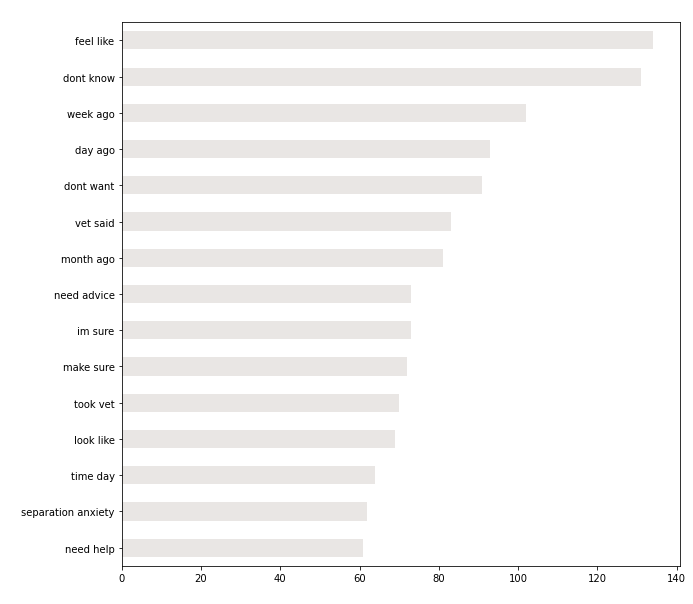 feel like
dont know
week ago
day ago
dont want
vet said
month ago
need advice
im sure
make sure
took vet
look like
time day
separation anxiety
need help
0 20 40 60 80 100 120 140